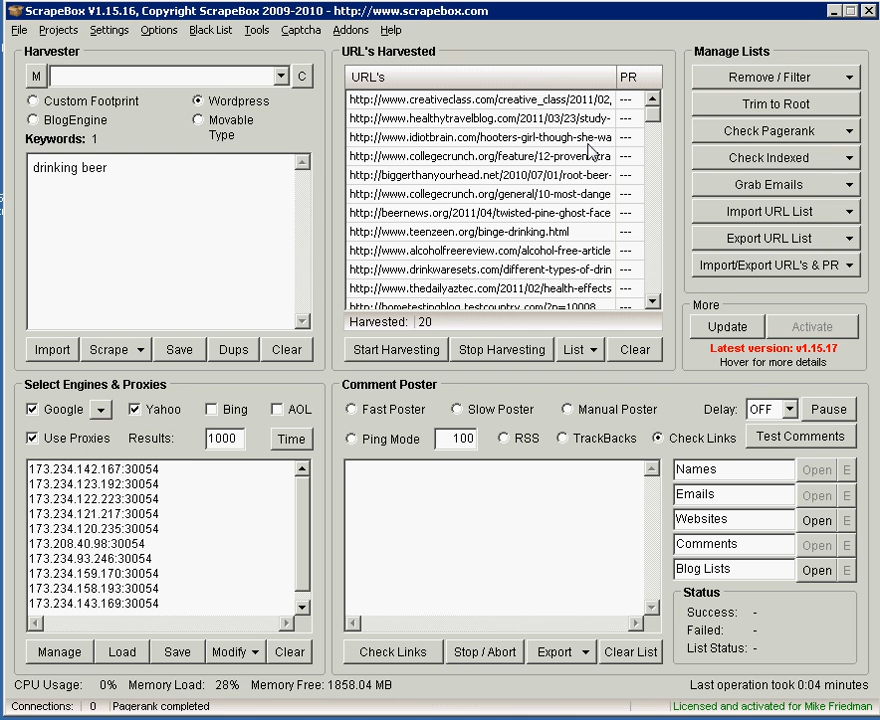 ScrapeBox V1.15.16, Copyright ScrapeBox 2009-2010 - http://www.scrapebox.com
File Projects Settings Options Black List Tools Captcha Addons Help
Harvester
M C
Custom Footprint Wordpress
BlogEngine Movable Type
Keywords: 1
drinking beer
Import Scrape Save Dups Clear
URL's Harvested
URL's PR
http://www.creativeclass.com/creative_class/2011/02, ---
http://www.healthytravelblog.com/2011/03/23/study- ---
http://www.idiotbrain.com/hooters-girl-though-she-wa ---
http://www.collegecrunch.org/feature/12-proven-tra ---
http://biggerthanyourhead.net/2010/07/01/root-beer- ---
http://www.collegecrunch.org/general/10-most-dange ---
http://beernews.org/2011/04/twisted-pine-ghost-face ---
http://www.teenzeen.org/binge-drinking.html ---
http://www.alcoholfreereview.com/alcohol-free-article ---
http://www.drinkwaresets.com/different-types-of-drin ---
http://www.thedailyaztec.com/2011/02/health-effects ---
http://hometestingblog.testcountry.com/?p=10008 ---
Harvested: 20
Start Harvesting Stop Harvesting List Clear
Manage Lists
Remove / Filter
Trim to Root
Check Pagerank
Check Indexed
Grab Emails
Import URL List
Export URL List
Import/Export URL's & PR
More
Update Activate
Latest version: v1.15.17
Hover for more details
Select Engines & Proxies
Google Yahoo Bing AOL
Use Proxies Results: 1000 Time
173.234.142.167:30054
173.234.123.192:30054
173.234.122.223:30054
173.234.121.217:30054
173.234.120.235:30054
173.208.40.98:30054
173.234.93.246:30054
173.234.159.170:30054
173.234.158.193:30054
173.234.143.169:30054
Manage Load Save Modify Clear
Comment Poster
Fast Poster Slow Poster Manual Poster Delay: OFF Pause
Ping Mode 100 RSS TrackBacks Check Links Test Comments
Names Open E
Emails Open E
Websites Open E
Comments Open E
Blog Lists Open E
Status
Success: -
Failed: -
List Status: -
Check Links Stop / Abort Export Clear List
CPU Usage: 0% Memory Load: 28% Memory Free: 1858.04 MB Last operation took 0:04 minutes
Connections: 0 Pagerank completed Licensed and activated for Mike Friedman